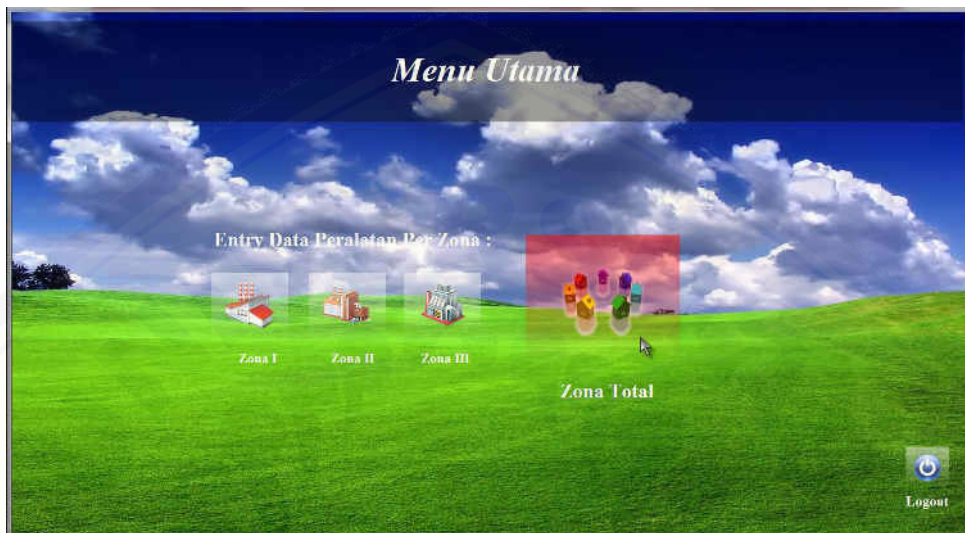 Menu Utama
Entry Data Peralatan Per Zona :
Zona I
Zona II
Zona III
Zona Total
Logout